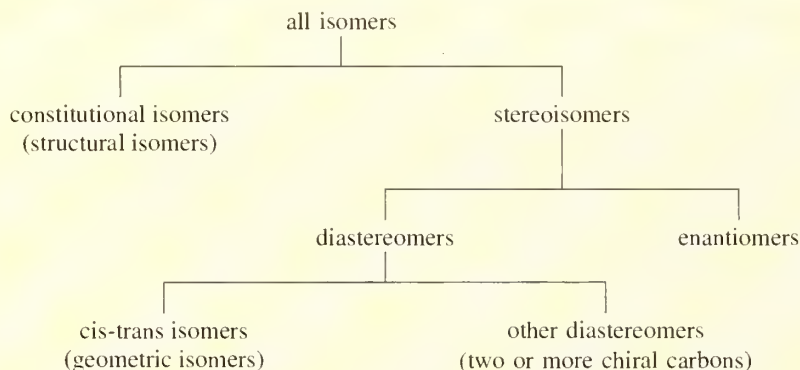 all isomers
constitutional isomers
(structural isomers)
stereoisomers
diastereomers
enantiomers
cis-trans isomers
(geometric isomers)
other diastereomers
(two or more chiral carbons)